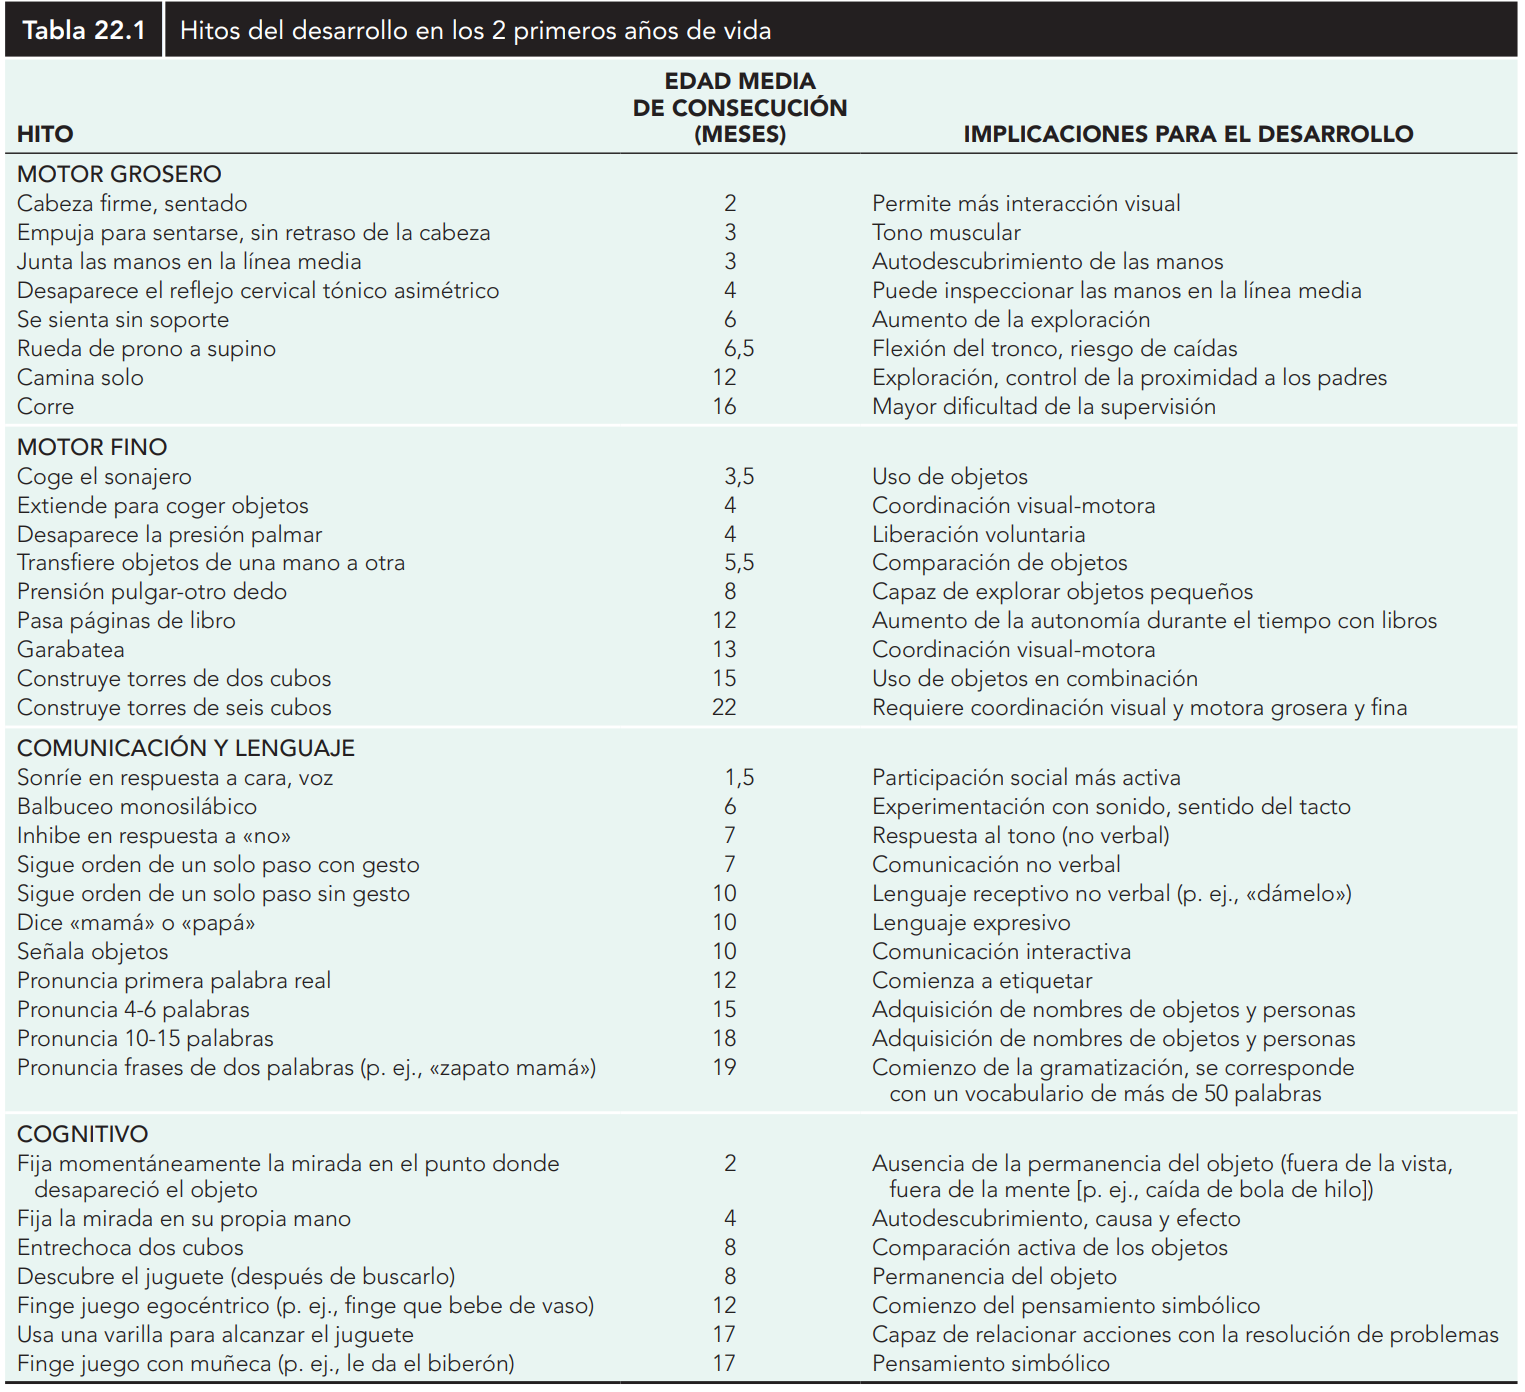 Tabla 22.1 Hitos del desarrollo en los 2 primeros años de vida
EDAD MEDIA
DE CONSECUCIÓN
HITO (MESES) IMPLICACIONES PARA EL DESARROLLO
MOTOR GROSERO
Cabeza firme, sentado 2 Permite más interacción visual
Empuja para sentarse, sin retraso de la cabeza 3 Tono muscular
Junta las manos en la línea media 3 Autodescubrimiento de las manos
Desaparece el reflejo cervical tónico asimétrico 4 Puede inspeccionar las manos en la línea media
Se sienta sin soporte 6 Aumento de la exploración
Rueda de prono a supino 6,5 Flexión del tronco, riesgo de caídas
Camina solo 12 Exploración, control de la proximidad a los padres
Corre 16 Mayor dificultad de la supervisión
MOTOR FINO
Coge el sonajero 3,5 Uso de objetos
Extiende para coger objetos 4 Coordinación visual-motora
Desaparece la presión palmar 4 Liberación voluntaria
Transfiere objetos de una mano a otra 5,5 Comparación de objetos
Prensión pulgar-otro dedo 8 Capaz de explorar objetos pequeños
Pasa páginas de libro 12 Aumento de la autonomía durante el tiempo con libros
Garabatea 13 Coordinación visual-motora
Construye torres de dos cubos 15 Uso de objetos en combinación
Construye torres de seis cubos 22 Requiere coordinación visual y motora grosera y fina
COMUNICACIÓN Y LENGUAJE
Sonríe en respuesta a cara, voz 1,5 Participación social más activa
Balbuceo monosilábico 6 Experimentación con sonido, sentido del tacto
Inhibe en respuesta a «no» 7 Respuesta al tono (no verbal)
Sigue orden de un solo paso con gesto 7 Comunicación no verbal
Sigue orden de un solo paso sin gesto 10 Lenguaje receptivo no verbal (p. ej., «dámelo»)
Dice «mamá» o «papá» 10 Lenguaje expresivo
Señala objetos 10 Comunicación interactiva
Pronuncia primera palabra real 12 Comienza a etiquetar
Pronuncia 4-6 palabras 15 Adquisición de nombres de objetos y personas
Pronuncia 10-15 palabras 18 Adquisición de nombres de objetos y personas
Pronuncia frases de dos palabras (p. ej., «zapato mamá») 19 Comienzo de la gramatización, se corresponde
con un vocabulario de más de 50 palabras
COGNITIVO
Fija momentáneamente la mirada en el punto donde 2 Ausencia de la permanencia del objeto (fuera de la vista,
desapareció el objeto fuera de la mente [p. ej., caída de bola de hilo])
Fija la mirada en su propia mano 4 Autodescubrimiento, causa y efecto
Entrechoca dos cubos 8 Comparación activa de los objetos
Descubre el juguete (después de buscarlo) 8 Permanencia del objeto
Finge juego egocéntrico (p. ej., finge que bebe de vaso) 12 Comienzo del pensamiento simbólico
Usa una varilla para alcanzar el juguete 17 Capaz de relacionar acciones con la resolución de problemas
Finge juego con muñeca (p. ej., le da el biberón) 17 Pensamiento simbólico